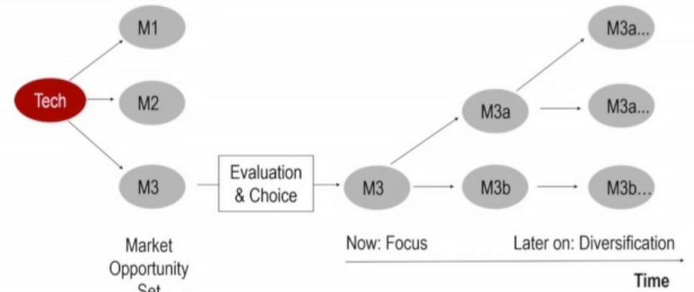 M1
Tech
M2
M3
Evaluation
& Choice
M3
M3a
M3b
M3a...
M3a...
M3b...
Market
Opportunity
Set
Now: Focus
Later on: Diversification
Time